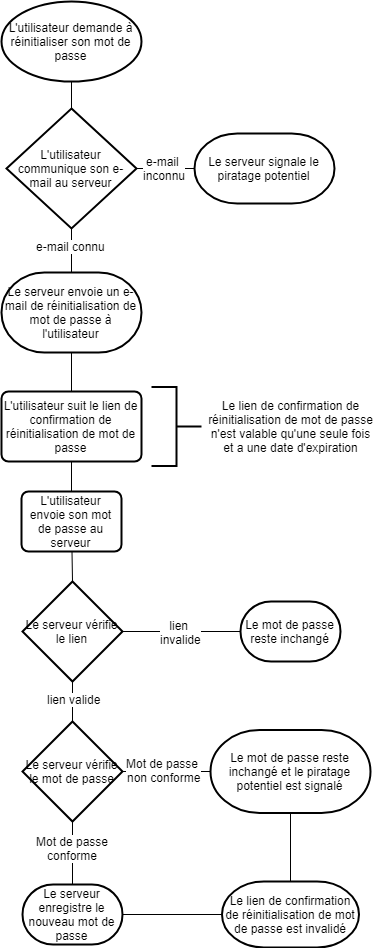 L'utilisateur demande à
réinitialiser son mot de
passe
L'utilisateur
communique son e-
mail au serveur
e-mail
inconnu
Le serveur signale le
piratage potentiel
e-mail connu
Le serveur envoie un e-
mail de réinitialisation de
mot de passe à
l'utilisateur
L'utilisateur suit le lien de
confirmation de
réinitialisation de mot de
passe
Le lien de confirmation de
réinitialisation de mot de passe
n'est valable qu'une seule fois
et a une date d'expiration
L'utilisateur
envoie son mot
de passe au
serveur
Le serveur vérifie
le lien
lien
invalide
Le mot de passe
reste inchangé
lien valide
Le serveur vérifie
le mot de passe
Mot de passe
non conforme
Le mot de passe reste
inchangé et le piratage
potentiel est signalé
Mot de passe
conforme
Le serveur
enregistre le
nouveau mot de
passe
Le lien de confirmation
de réinitialisation de mot
de passe est invalidé